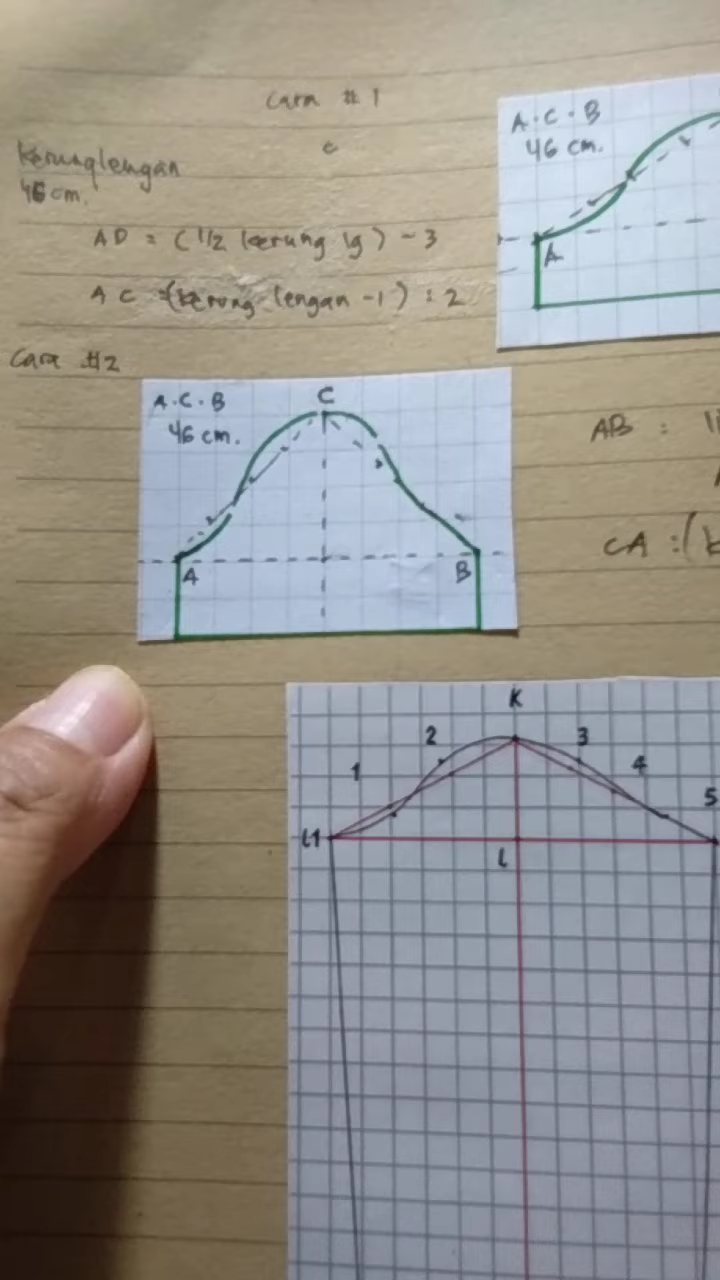 Cara #1
Kerunglengan
46 cm.
c
AD = (1/2 kerung lg) - 3
AC = (kerung lengan -1) : 2
A.C.B
46 cm.
A
Cara #2
A.C.B
46 cm.
C
A
B
AB :
CA : (
K
2
3
1
4
5
L1
L